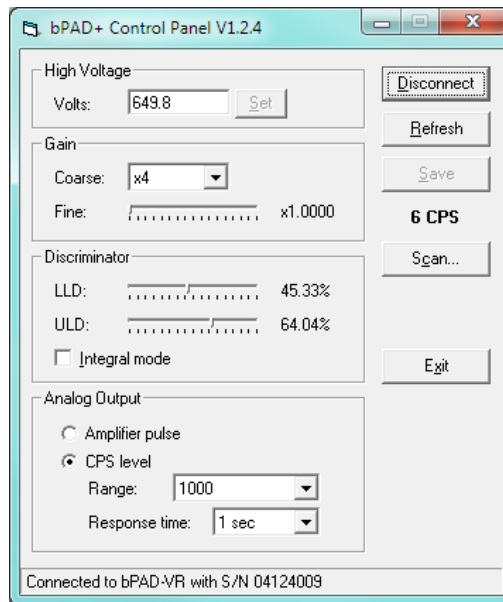 bPAD+ Control Panel V1.2.4
High Voltage
Volts: 649.8 Set
Disconnect
Refresh
Gain
Coarse: x4
Save
Fine: x1.0000
6 CPS
Discriminator
Scan...
LLD: 45.33%
ULD: 64.04%
Integral mode
Exit
Analog Output
Amplifier pulse
CPS level
Range: 1000
Response time: 1 sec
Connected to bPAD-VR with S/N 04124009